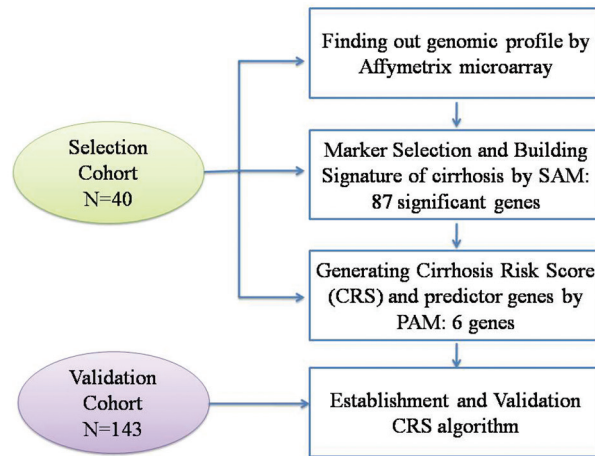 Finding out genomic profile by
Affymetrix microarray
Selection
Cohort
N=40
Marker Selection and Building
Signature of cirrhosis by SAM:
87 significant genes
Generating Cirrhosis Risk Score
(CRS) and predictor genes by
PAM: 6 genes
Validation
Cohort
N=143
Establishment and Validation
CRS algorithm